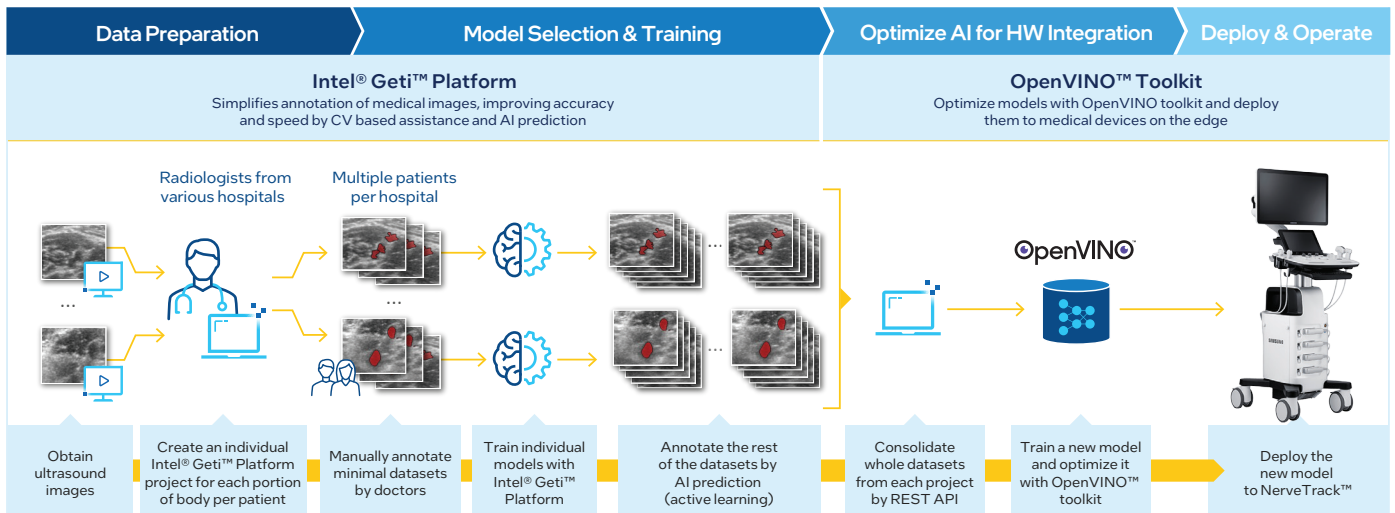 Data Preparation
Model Selection & Training
Optimize AI for HW Integration
Deploy & Operate
Intel® Geti™ Platform
Simplifies annotation of medical images, improving accuracy
and speed by CV based assistance and AI prediction
OpenVINO™ Toolkit
Optimize models with OpenVINO toolkit and deploy
them to medical devices on the edge
Radiologists from
various hospitals
Multiple patients
per hospital
...
...
...
...
OpenVINO™
SAMSUNG
Obtain
ultrasound
images
Create an individual
Intel® Geti™ Platform
project for each portion
of body per patient
Manually annotate
minimal datasets
by doctors
Train individual
models with
Intel® Geti™
Platform
Annotate the rest
of the datasets by
AI prediction
(active learning)
Consolidate
whole datasets
from each project
by REST API
Train a new model
and optimize it
with OpenVINO™
toolkit
Deploy the
new model
to NerveTrack™